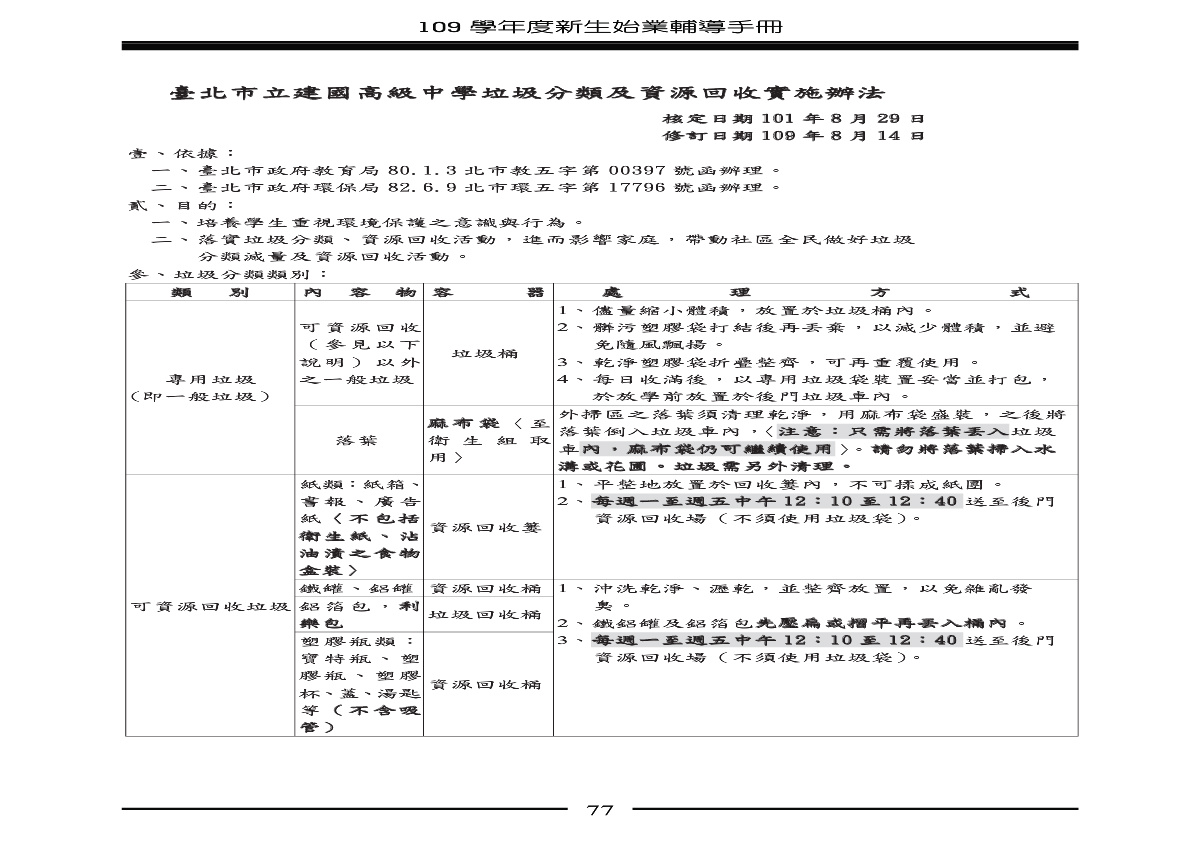 109 學年度新生始業輔導手冊
臺北市立建國高級中學垃圾分類及資源回收實施辦法
核定日期 101 年 8 月 29 日
修訂日期 109 年 8 月 14 日
壹、依據：
一、臺北市政府教育局 80.1.3 北市教五字第 00397 號函辦理。
二、臺北市政府環保局 82.6.9 北市環五字第 17796 號函辦理。
貳、目的：
一、培養學生重視環境保護之意識與行為。
二、落實垃圾分類、資源回收活動，進而影響家庭，帶動社區全民做好垃圾
分類減量及資源回收活動。
參、垃圾分類類別：
類 別 內 容 物 容 器 處 理 方 式
專用垃圾
(即一般垃圾)
可資源回收
（參見以下
說明）以外
之一般垃圾
垃圾桶
1、儘量縮小體積，放置於垃圾桶內。
2、髒污塑膠袋打結後再丟棄，以減少體積，並避
免隨風飄揚。
3、乾淨塑膠袋折疊整齊，可再重覆使用。
4、每日收滿後，以專用垃圾袋裝置妥當並打包，
於放學前放置於後門垃圾車內。
落葉
麻布袋〈至
衛生組取
用〉
外掃區之落葉須清理乾淨，用麻布袋盛裝，之後將
落葉倒入垃圾車內，〈注意：只需將落葉丟入垃圾
車內，麻布袋仍可繼續使用〉。請勿將落葉掃入水
溝或花圃。垃圾需另外清理。
可資源回收垃圾
紙類：紙箱、
書報、廣告
紙〈不包括
衛生紙、沾
油漬之食物
盒裝〉
資源回收簍
1、平整地放置於回收簍內，不可揉成紙團。
2、每週一至週五中午 12：10 至 12：40 送至後門
資源回收場（不須使用垃圾袋）。
鐵罐、鋁罐
資源回收桶
鋁箔包，利
樂包
垃圾回收桶
塑膠瓶類：
寶特瓶、塑
膠瓶、塑膠
杯、蓋、湯匙
等（不含吸
管）
資源回收桶
1、沖洗乾淨、瀝乾，並整齊放置，以免雜亂發
臭。
2、鐵鋁罐及鋁箔包先壓扁或摺平再丟入桶內。
3、每週一至週五中午 12：10 至 12：40 送至後門
資源回收場（不須使用垃圾袋）。
77